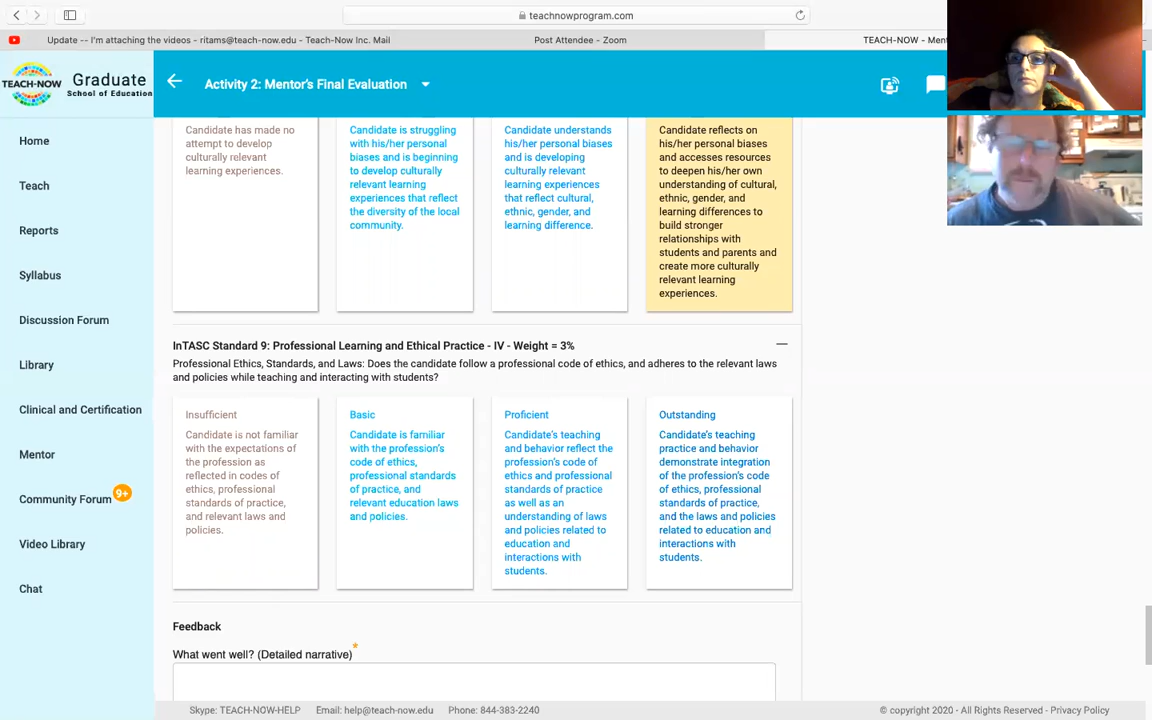 teachnowprogram.com
Update -- I'm attaching the videos - ritams@teach-now.edu - Teach-Now Inc. Mail
Post Attendee - Zoom
TEACH-NOW - Men
TEACH-NOW
Graduate
School of Education
Activity 2: Mentor's Final Evaluation
Home
Teach
Reports
Syllabus
Discussion Forum
Library
Clinical and Certification
Mentor
Community Forum
9+
Video Library
Chat
Candidate has made no
attempt to develop
culturally relevant
learning experiences.
Candidate is struggling
with his/her personal
biases and is beginning
to develop culturally
relevant learning
experiences that reflect
the diversity of the local
community.
Candidate understands
his/her personal biases
and is developing
culturally relevant
learning experiences
that reflect cultural,
ethnic, gender, and
learning difference.
Candidate reflects on
his/her personal biases
and accesses resources
to deepen his/her own
understanding of cultural,
ethnic, gender, and
learning differences to
build stronger
relationships with
students and parents and
create more culturally
relevant learning
experiences.
InTASC Standard 9: Professional Learning and Ethical Practice - IV - Weight = 3%
Professional Ethics, Standards, and Laws: Does the candidate follow a professional code of ethics, and adheres to the relevant laws
and policies while teaching and interacting with students?
Insufficient
Candidate is not familiar
with the expectations of
the profession as
reflected in codes of
ethics, professional
standards of practice,
and relevant laws and
policies.
Basic
Candidate is familiar
with the profession's
code of ethics,
professional standards
of practice, and
relevant education laws
and policies.
Proficient
Candidate's teaching
and behavior reflect the
profession's code of
ethics and professional
standards of practice
as well as an
understanding of laws
and policies related to
education and
interactions with
students.
Outstanding
Candidate's teaching
practice and behavior
demonstrate integration
of the profession's code
of ethics, professional
standards of practice,
and the laws and policies
related to education and
interactions with
students.
Feedback
What went well? (Detailed narrative)*
Skype: TEACH-NOW-HELP Email: help@teach-now.edu Phone: 844-383-2240
© copyright 2020 - All Rights Reserved - Privacy Policy